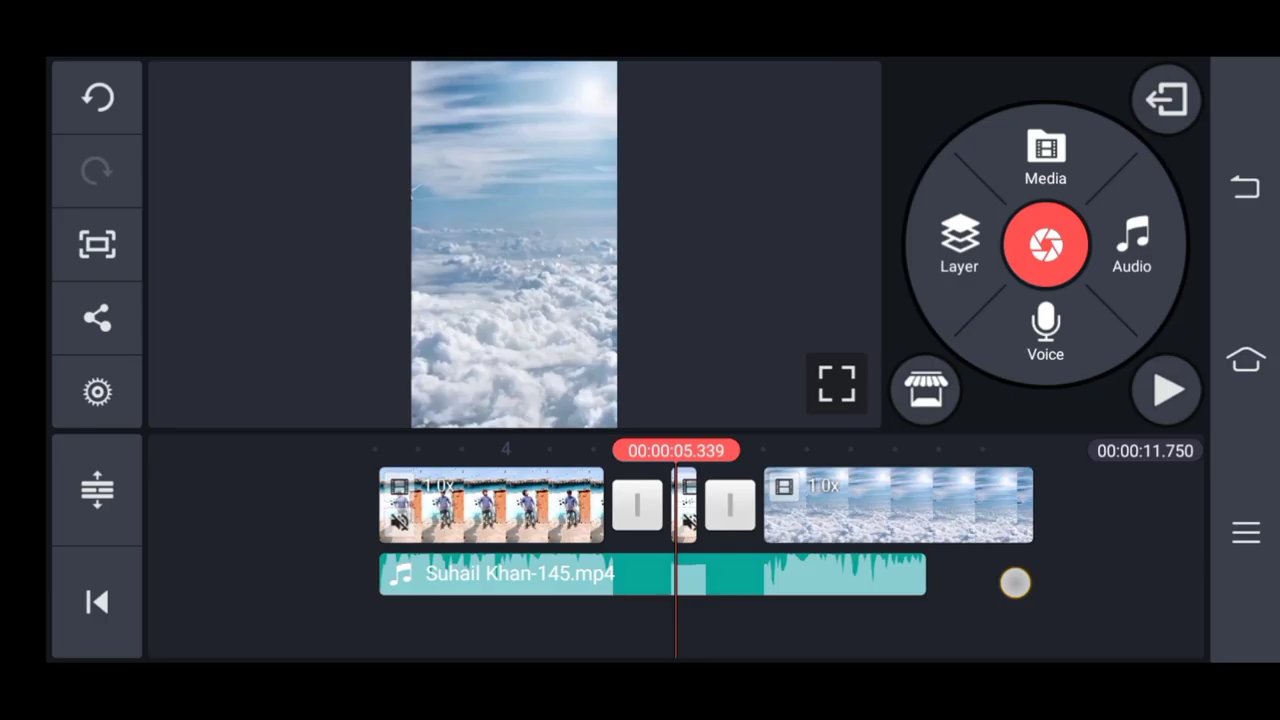 Media
Layer
Audio
Voice
4
00:00:05.339
00:00:11.750
1.0x
1.0x
Suhail Khan-145.mp4